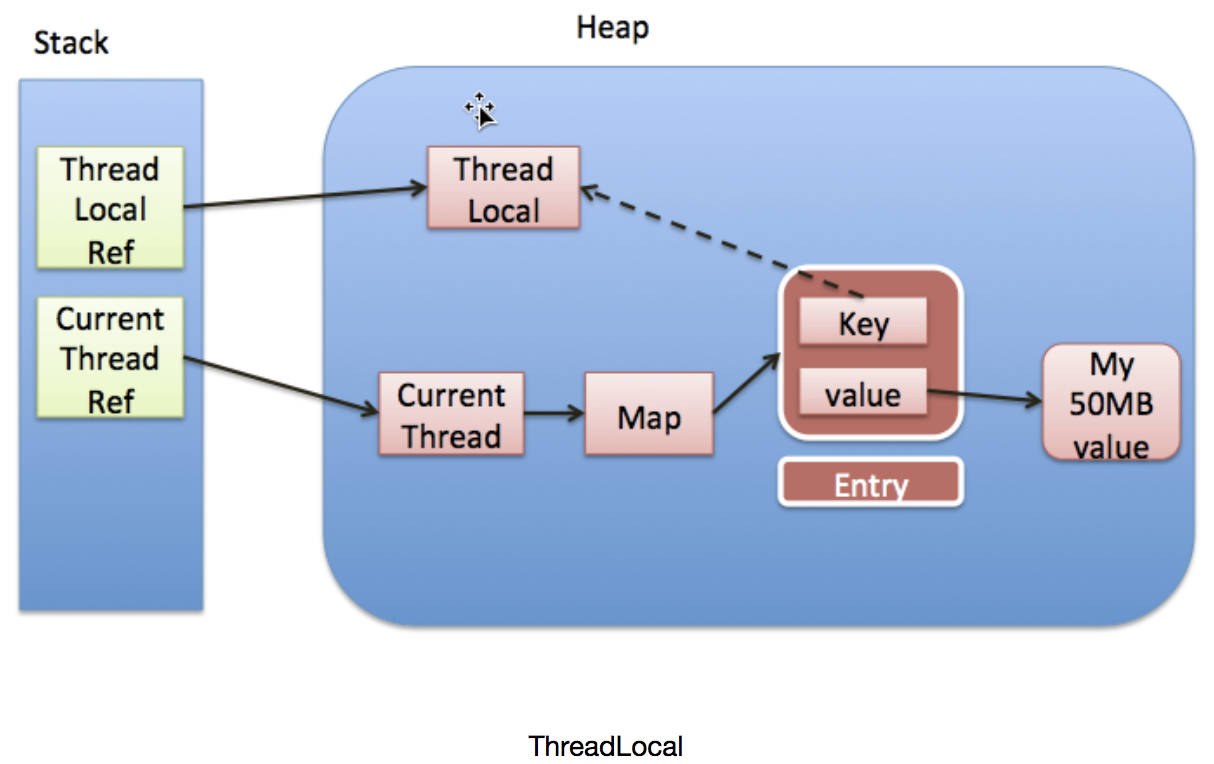 Stack
Heap
Thread
Local
Ref
Current
Thread
Ref
Thread
Local
Current
Thread
Map
Key
value
Entry
My
50MB
value
ThreadLocal